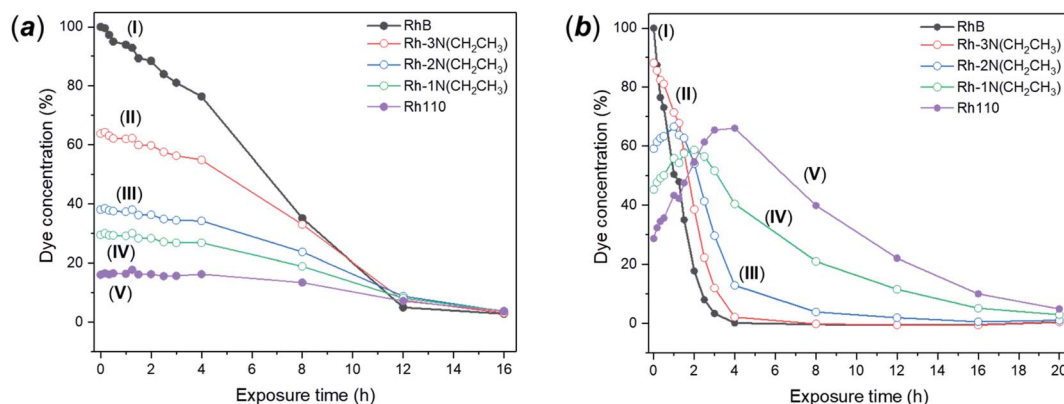 (a)
Dye concentration (%)
100
80
60
40
20
0
(I)
(II)
(III)
(IV)
(V)
RhB
Rh-3N(CH₂CH₃)
Rh-2N(CH₂CH₃)
Rh-1N(CH₂CH₃)
Rh110
0 2 4 6 8 10 12 14 16
Exposure time (h)
(b)
Dye concentration (%)
100
80
60
40
20
0
(I)
(II)
(V)
(IV)
(III)
RhB
Rh-3N(CH₂CH₃)
Rh-2N(CH₂CH₃)
Rh-1N(CH₂CH₃)
Rh110
0 2 4 6 8 10 12 14 16 18 20
Exposure time (h)